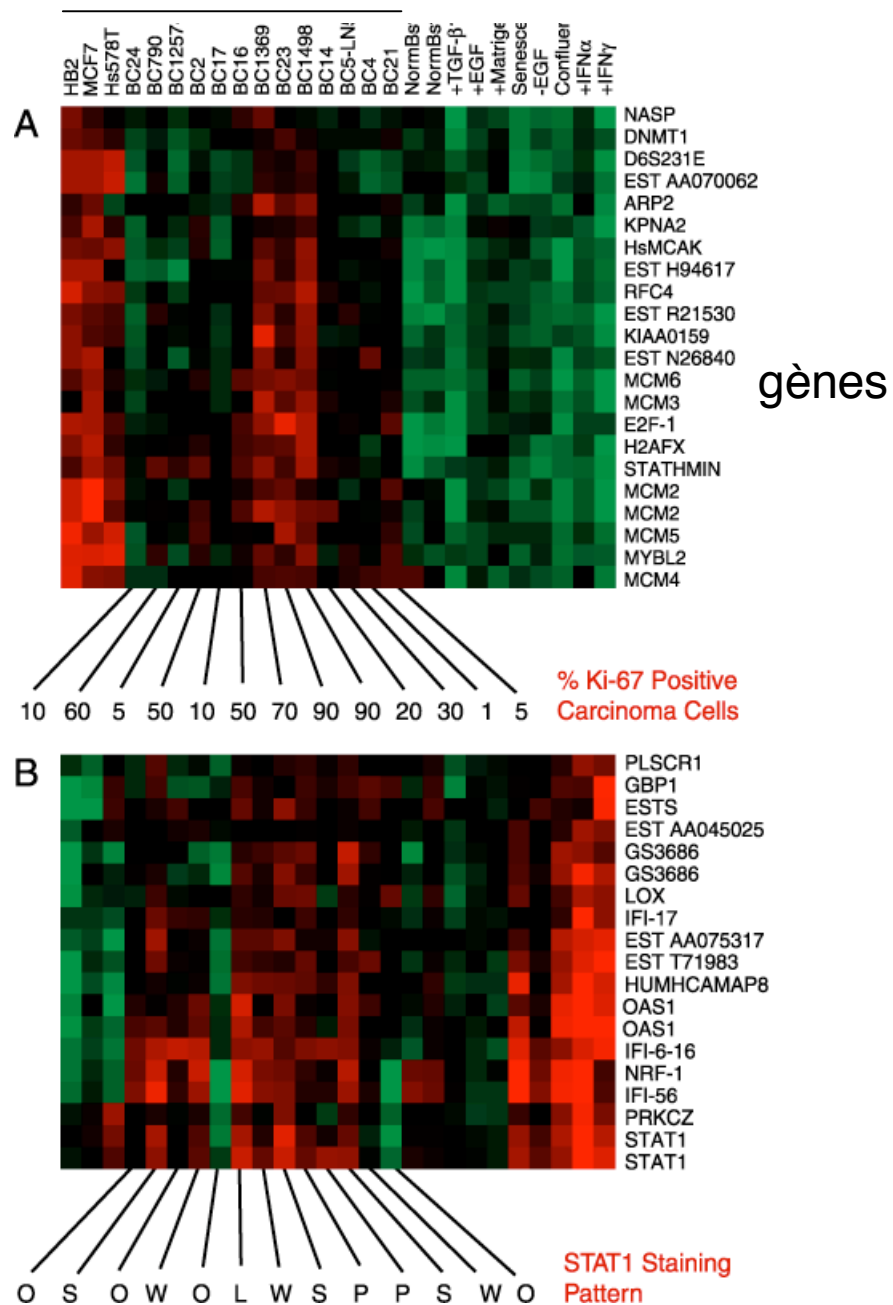 HB2
MCF7
Hs578T
BC24
BC790
BC1257
BC2
BC17
BC16
BC1369
BC23
BC1498
BC14
BC5-LN
BC4
BC21
NormBs
NormBs
+TGF-β
+EGF
+Matrige
Senesce
-EGF
Confluer
+IFNα
+IFNγ
A
NASP
DNMT1
D6S231E
EST AA070062
ARP2
KPNA2
HsMCAK
EST H94617
RFC4
EST R21530
KIAA0159
EST N26840
MCM6
MCM3
E2F-1
H2AFX
STATHMIN
MCM2
MCM2
MCM5
MYBL2
MCM4
gènes
10 60 5 50 10 50 70 90 90 20 30 1 5
% Ki-67 Positive
Carcinoma Cells
B
PLSCR1
GBP1
ESTS
EST AA045025
GS3686
GS3686
LOX
IFI-17
EST AA075317
EST T71983
HUMHCAMAP8
OAS1
OAS1
IFI-6-16
NRF-1
IFI-56
PRKCZ
STAT1
STAT1
O S O W O L W S P P S W O
STAT1 Staining
Pattern